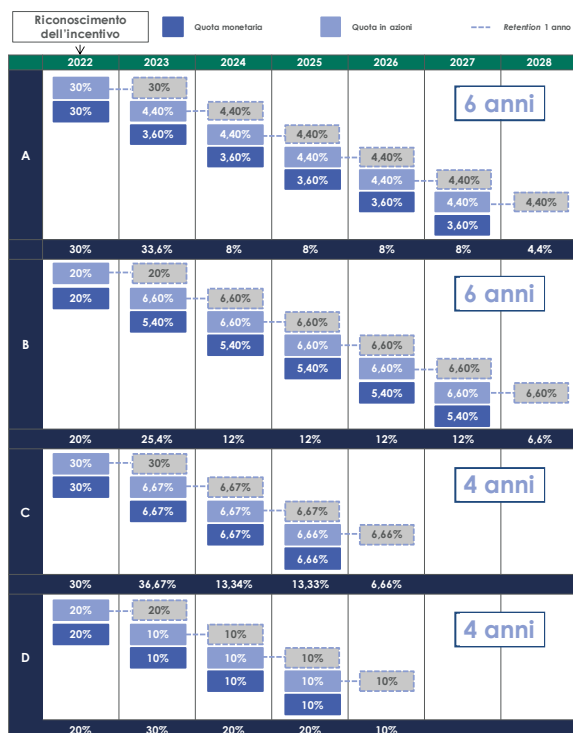 Riconoscimento
dell'incentivo
Quota monetaria Quota in azioni Retention 1 anno
2022 2023 2024 2025 2026 2027 2028
30% 30%
6 anni
30% 4,40% 4,40%
3,60% 4,40% 4,40%
3,60% 4,40% 4,40%
A
3,60% 4,40% 4,40%
3,60% 4,40% 4,40%
3,60%
30% 33,6% 8% 8% 8% 8% 4,4%
20% 20%
6 anni
20% 6,60% 6,60%
5,40% 6,60% 6,60%
B
5,40% 6,60% 6,60%
5,40% 6,60% 6,60%
5,40% 6,60% 6,60%
5,40%
20% 25,4% 12% 12% 12% 12% 6,6%
30% 30%
4 anni
30% 6,67% 6,67%
C
6,67% 6,67% 6,67%
6,67% 6,66% 6,66%
6,66%
30% 36,67% 13,34% 13,33% 6,66%
20% 20%
4 anni
20% 10% 10%
D
10% 10% 10%
10% 10% 10%
10%
20% 30% 20% 20% 10%